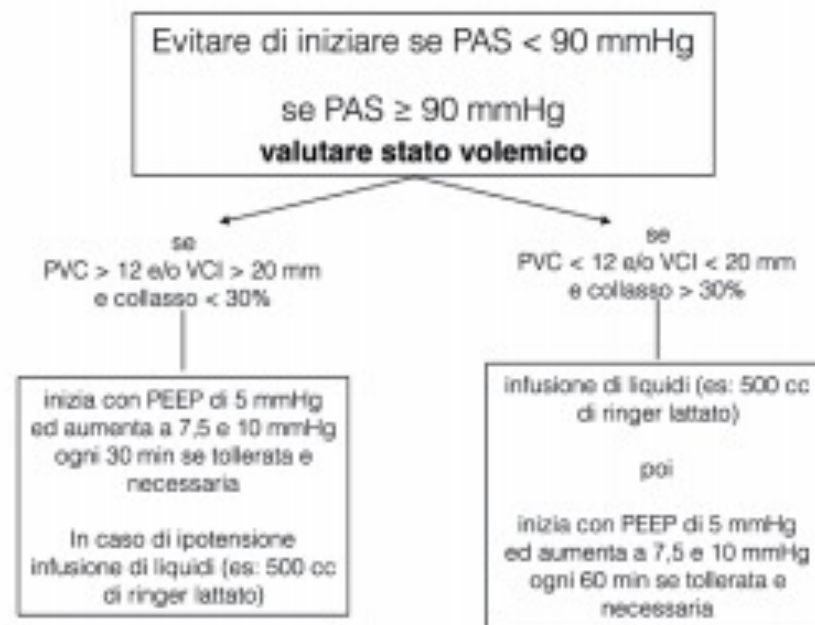 Evitare di iniziare se PAS < 90 mmHg
se PAS ≥ 90 mmHg
valutare stato volemico
se
PVC > 12 e/o VCI > 20 mm
e collasso < 30%
se
PVC < 12 e/o VCI < 20 mm
e collasso > 30%
inizia con PEEP di 5 mmHg
ed aumenta a 7,5 e 10 mmHg
ogni 30 min se tollerata e
necessaria
In caso di ipotensione
infusione di liquidi (es: 500 cc
di ringer lattato)
infusione di liquidi (es: 500 cc
di ringer lattato)
poi
inizia con PEEP di 5 mmHg
ed aumenta a 7,5 e 10 mmHg
ogni 60 min se tollerata e
necessaria